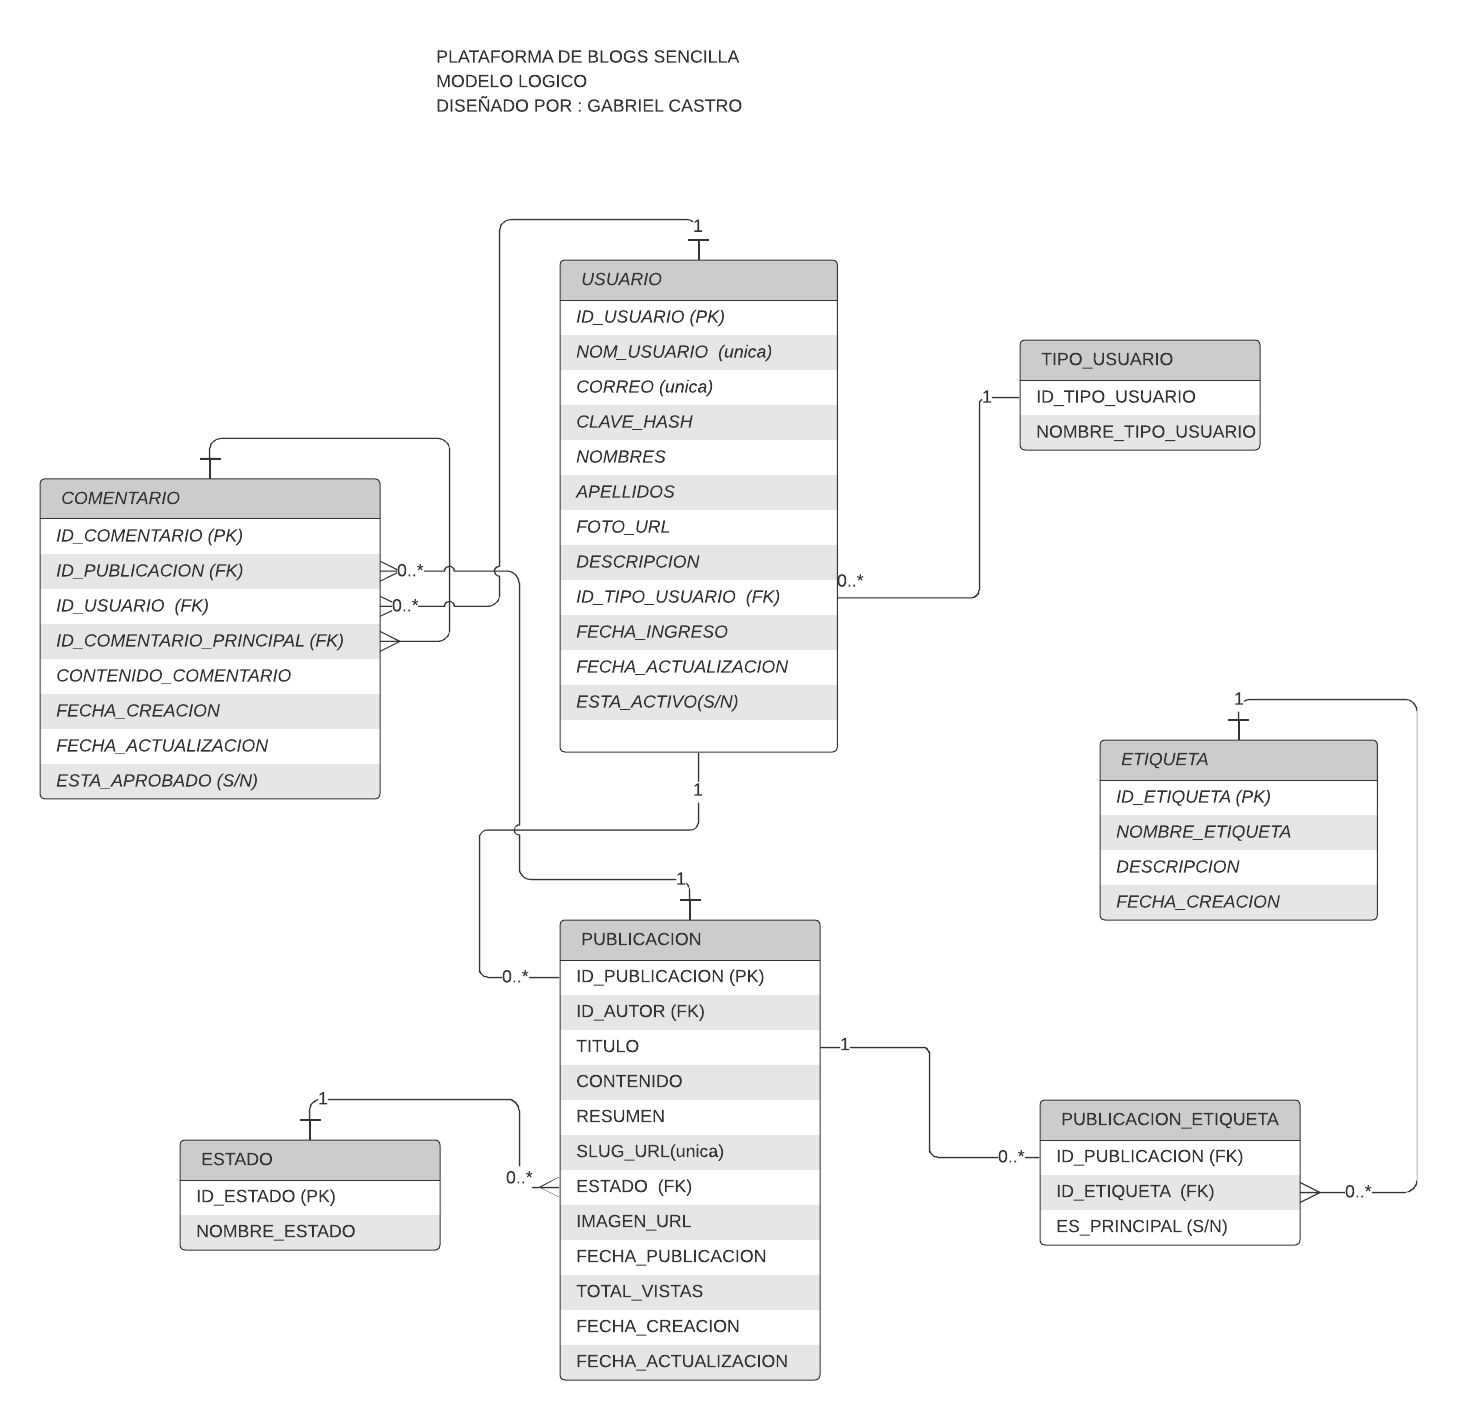 PLATAFORMA DE BLOGS SENCILLA
MODELO LOGICO
DISEÑADO POR : GABRIEL CASTRO
1
USUARIO
ID_USUARIO (PK)
NOM_USUARIO (unica)
CORREO (unica)
CLAVE_HASH
NOMBRES
APELLIDOS
FOTO_URL
DESCRIPCION
ID_TIPO_USUARIO (FK)
FECHA_INGRESO
FECHA_ACTUALIZACION
ESTA_ACTIVO(S/N)
0..*
1
TIPO_USUARIO
ID_TIPO_USUARIO
NOMBRE_TIPO_USUARIO
COMENTARIO
ID_COMENTARIO (PK)
ID_PUBLICACION (FK)
ID_USUARIO (FK)
ID_COMENTARIO_PRINCIPAL (FK)
CONTENIDO_COMENTARIO
FECHA_CREACION
FECHA_ACTUALIZACION
ESTA_APROBADO (S/N)
0..*
0..*
1
1
ETIQUETA
ID_ETIQUETA (PK)
NOMBRE_ETIQUETA
DESCRIPCION
FECHA_CREACION
1
PUBLICACION
ID_PUBLICACION (PK)
ID_AUTOR (FK)
TITULO
CONTENIDO
RESUMEN
SLUG_URL(unica)
ESTADO (FK)
IMAGEN_URL
FECHA_PUBLICACION
TOTAL_VISTAS
FECHA_CREACION
FECHA_ACTUALIZACION
0..*
1
1
0..*
ESTADO
ID_ESTADO (PK)
NOMBRE_ESTADO
0..*
PUBLICACION_ETIQUETA
ID_PUBLICACION (FK)
ID_ETIQUETA (FK)
ES_PRINCIPAL (S/N)
0..*